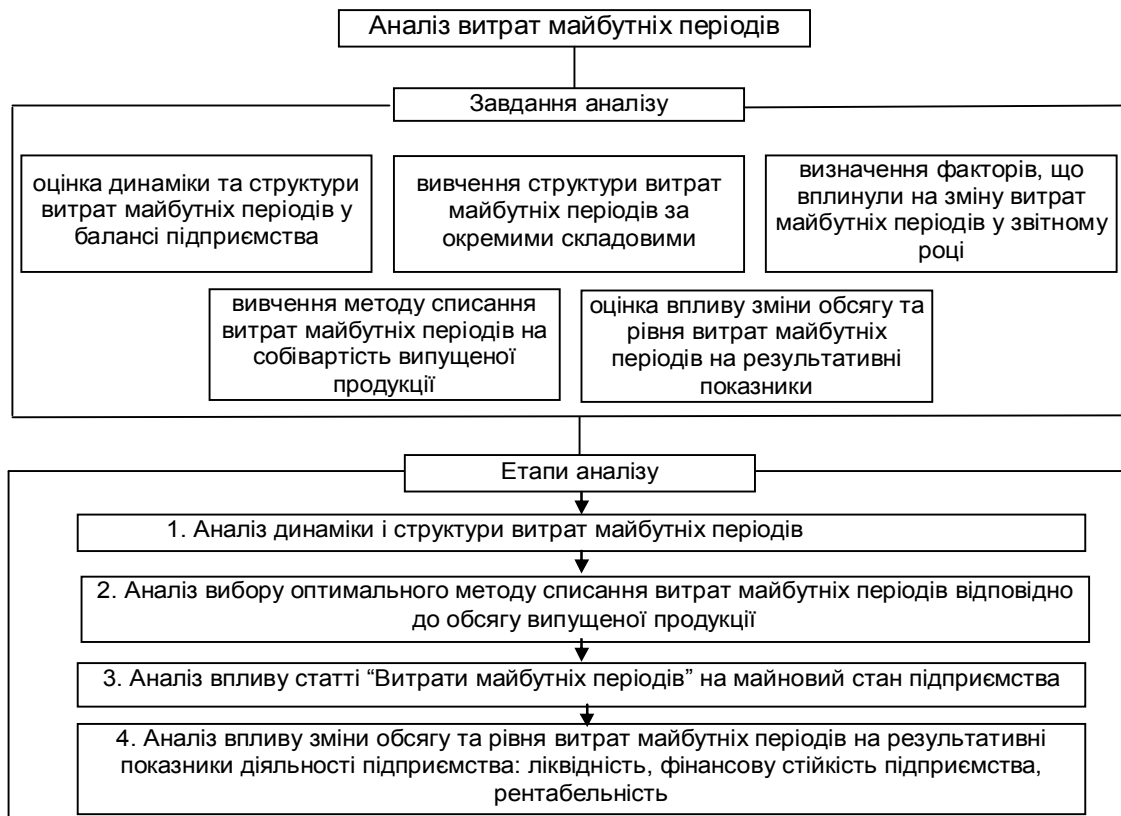 Аналіз витрат майбутніх періодів
Завдання аналізу
оцінка динаміки та структури
витрат майбутніх періодів у
балансі підприємства
вивчення структури витрат
майбутніх періодів за
окремими складовими
визначення факторів, що
вплинули на зміну витрат
майбутніх періодів у звітному
році
вивчення методу списання
витрат майбутніх періодів на
собівартість випущеної
продукції
оцінка впливу зміни обсягу та
рівня витрат майбутніх
періодів на результативні
показники
Етапи аналізу
1. Аналіз динаміки і структури витрат майбутніх періодів
2. Аналіз вибору оптимального методу списання витрат майбутніх періодів відповідно
до обсягу випущеної продукції
3. Аналіз впливу статті “Витрати майбутніх періодів” на майновий стан підприємства
4. Аналіз впливу зміни обсягу та рівня витрат майбутніх періодів на результативні
показники діяльності підприємства: ліквідність, фінансову стійкість підприємства,
рентабельність